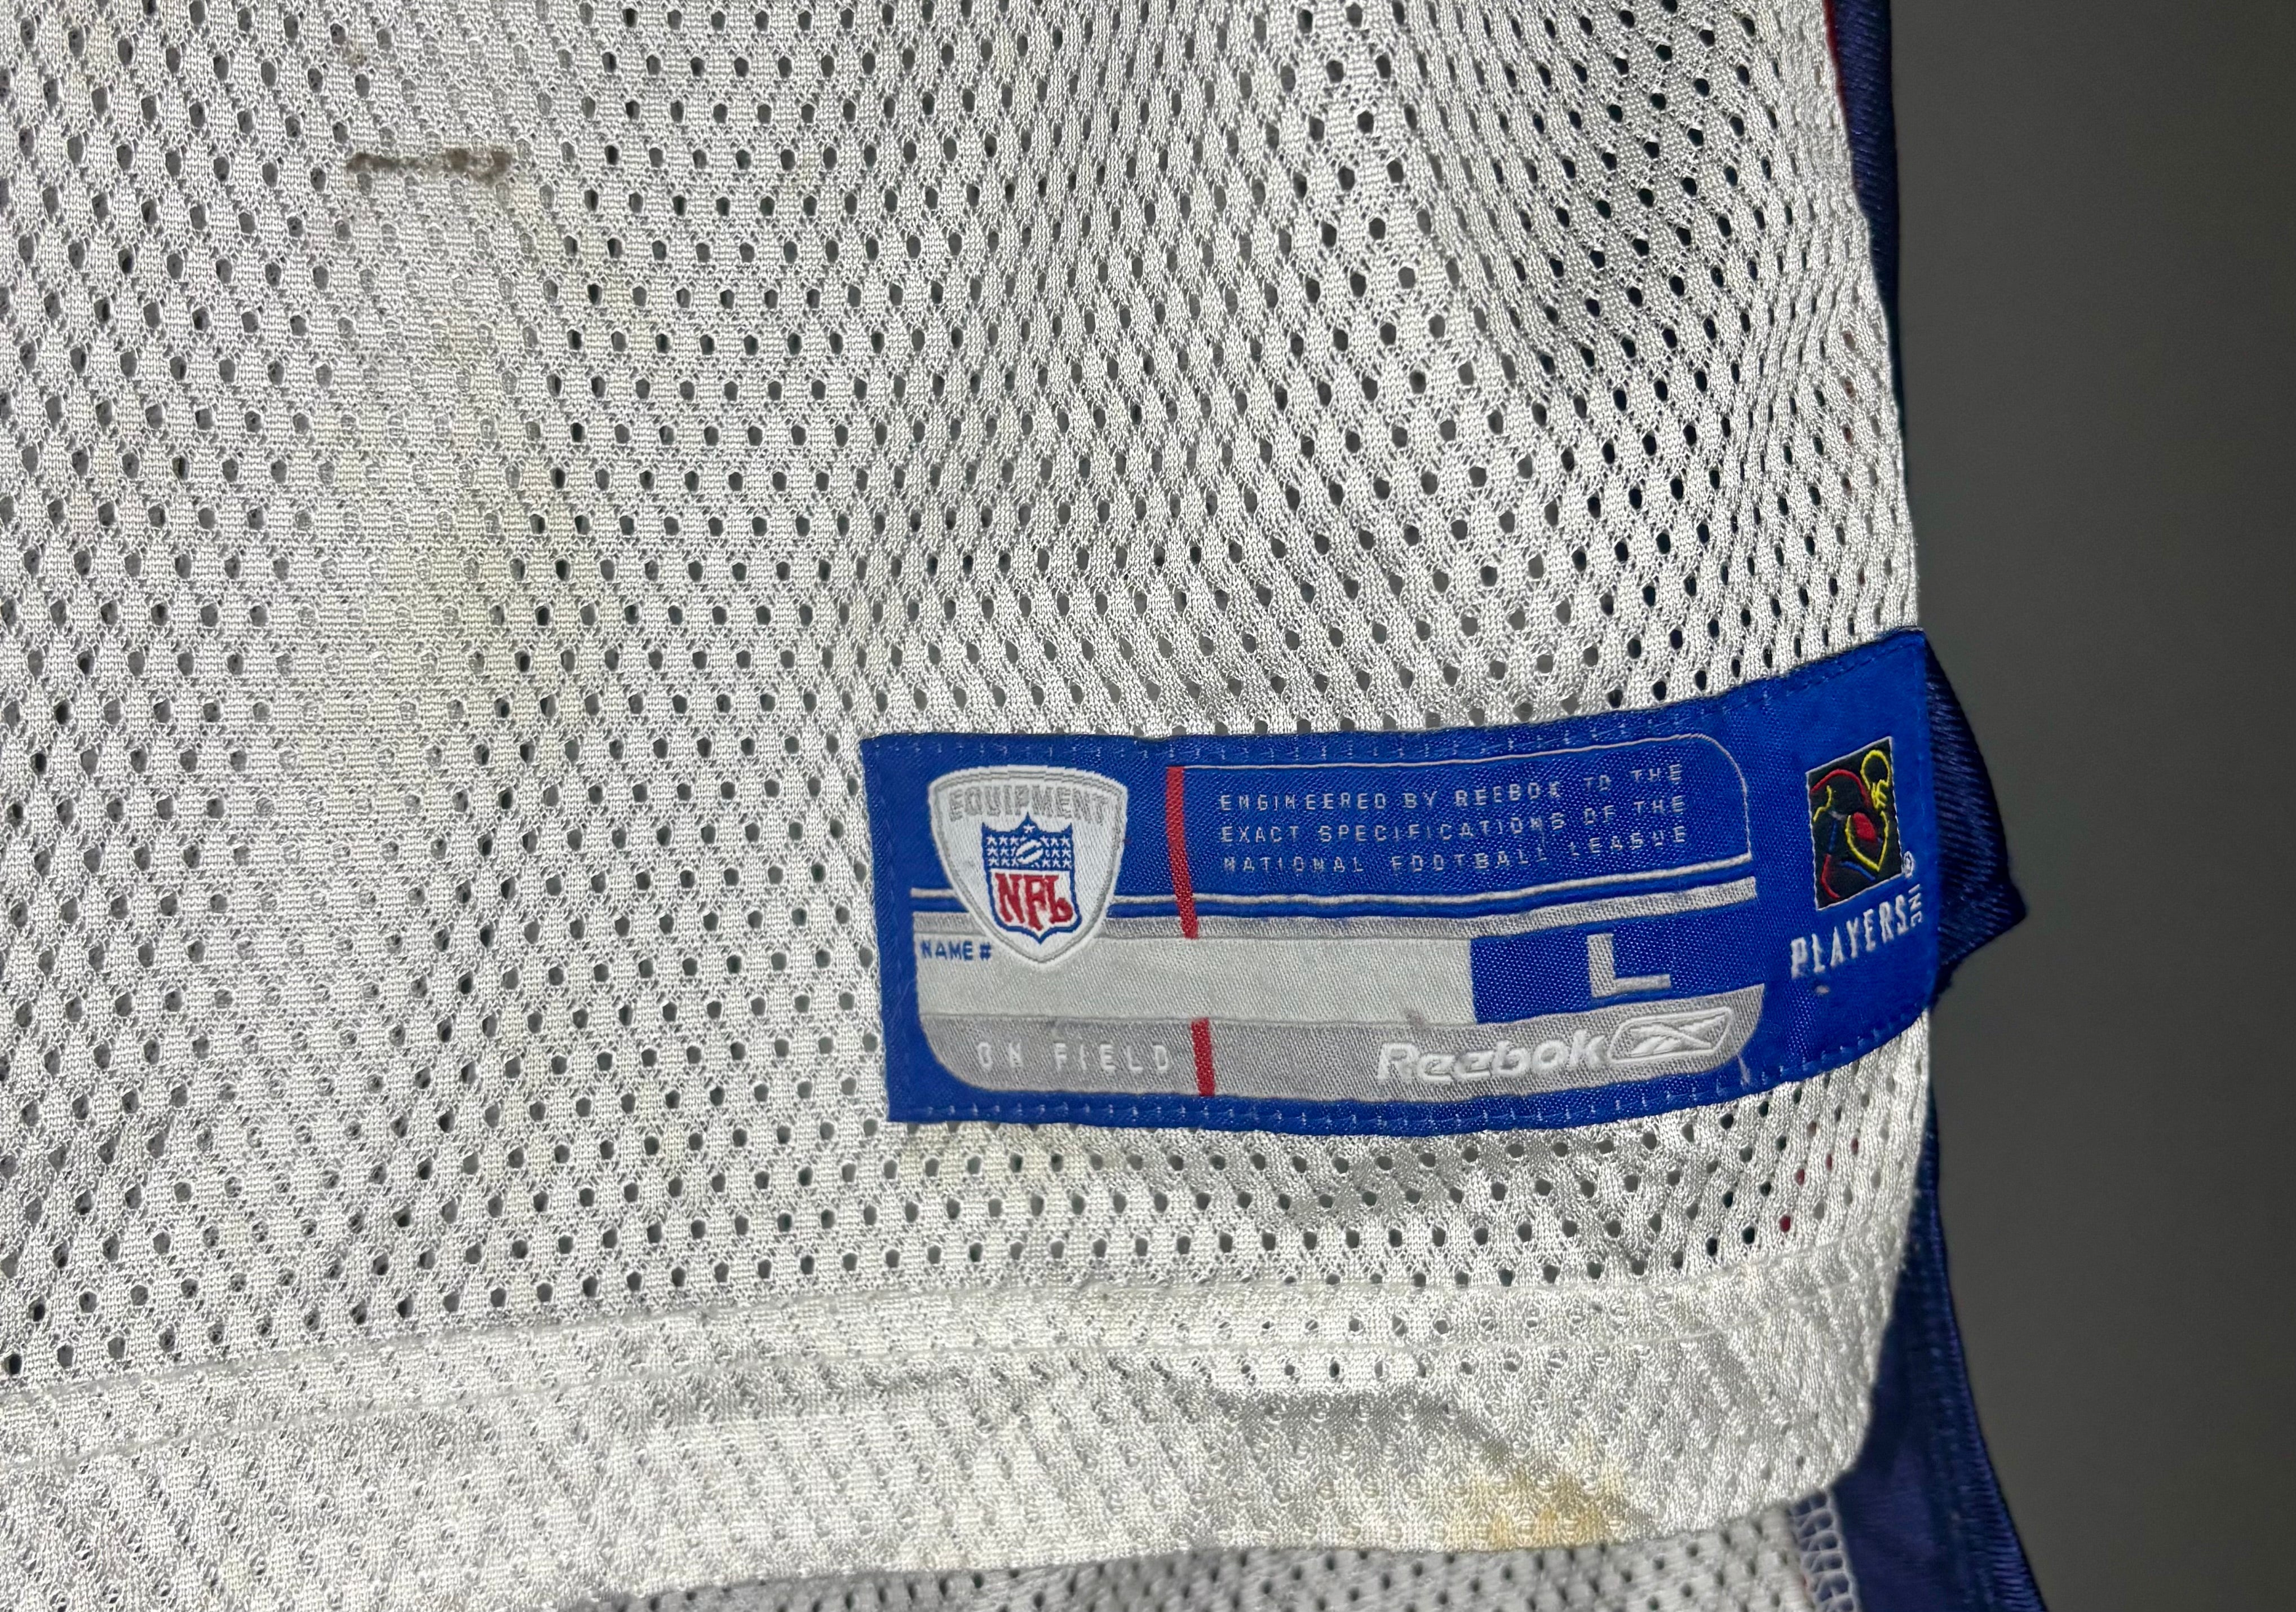 EQUIPMENT
NFL
ENGINEERED BY REEBOK TO THE
EXACT SPECIFICATIONS OF THE
NATIONAL FOOTBALL LEAGUE
NAME #
L
ON FIELD
Reebok
PLAYERS INC ®